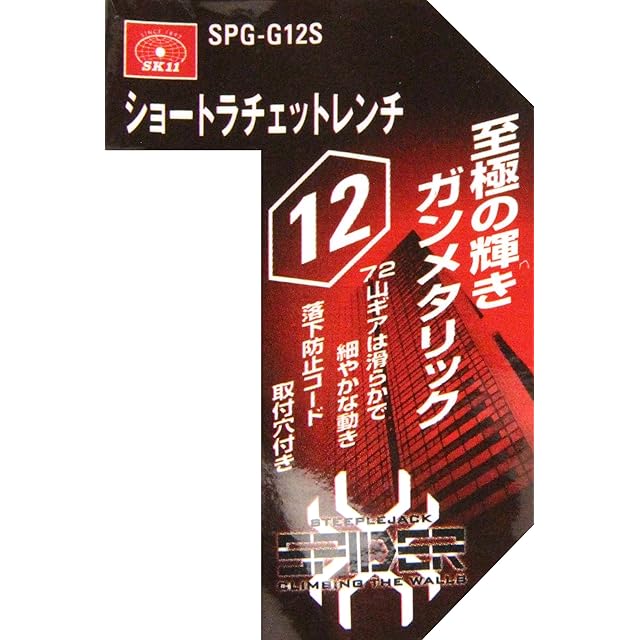 SINCE 1897
SK11
SPG-G12S
ショートラチェットレンチ
12
至極の輝き
ガンメタリック
72山ギアは滑らかで
細やかな動き
落下防止コード
取付穴付き
STEEPLEJACK
SPIDER
CLIMBING THE WALLS